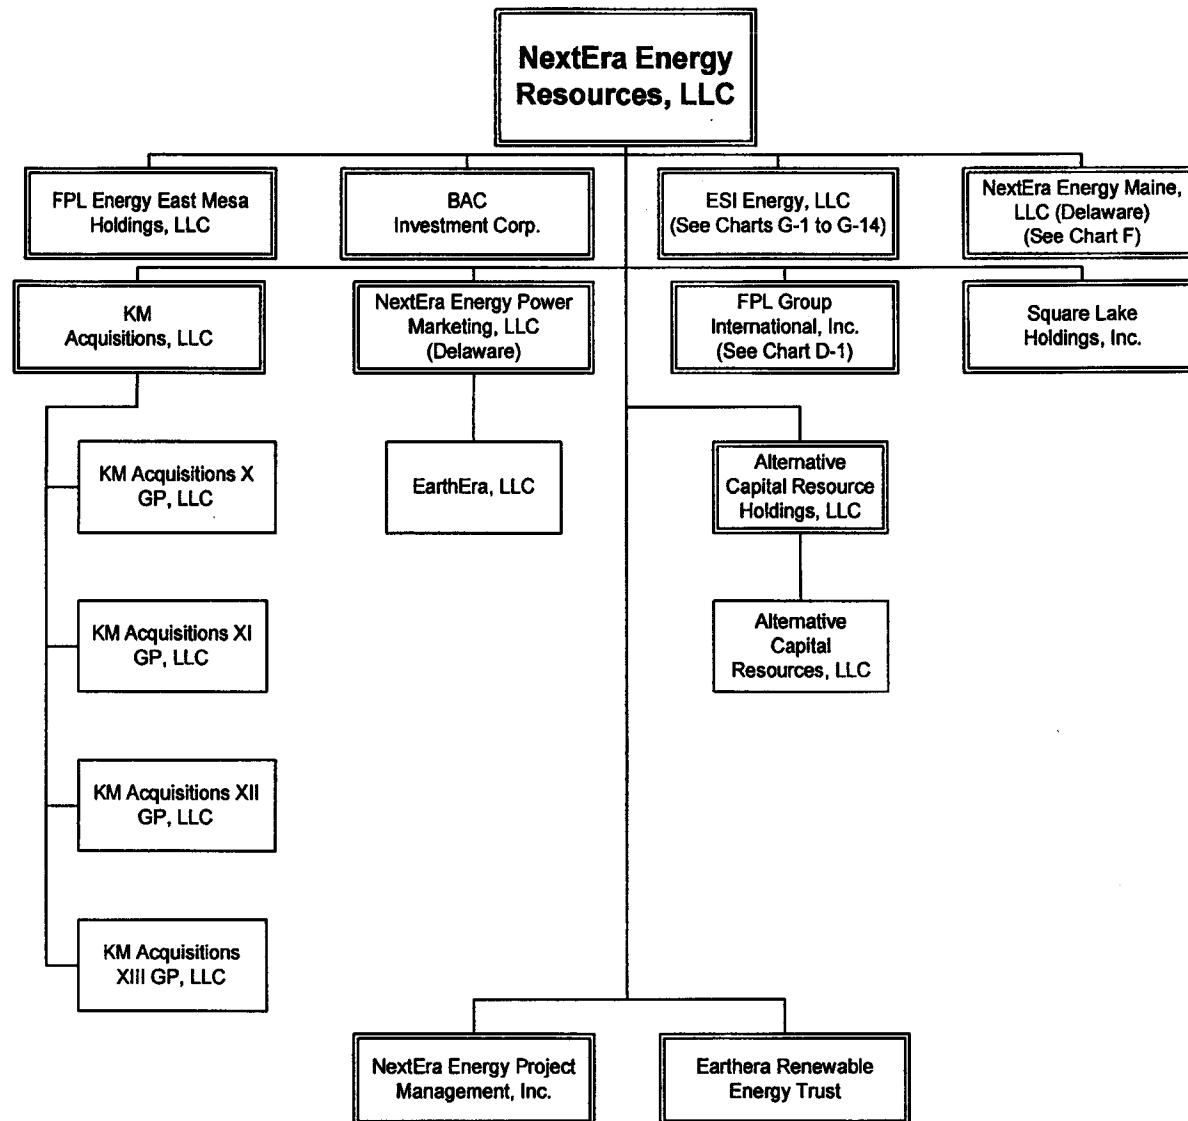 NextEra Energy
Resources, LLC
FPL Energy East Mesa
Holdings, LLC
BAC
Investment Corp.
ESI Energy, LLC
(See Charts G-1 to G-14)
NextEra Energy Maine,
LLC (Delaware)
(See Chart F)
KM
Acquisitions, LLC
NextEra Energy Power
Marketing, LLC
(Delaware)
FPL Group
International, Inc.
(See Chart D-1)
Square Lake
Holdings, Inc.
KM Acquisitions X
GP, LLC
EarthEra, LLC
Alternative
Capital Resource
Holdings, LLC
KM Acquisitions XI
GP, LLC
Alternative
Capital
Resources, LLC
KM Acquisitions XII
GP, LLC
KM Acquisitions
XIII GP, LLC
NextEra Energy Project
Management, Inc.
Earthera Renewable
Energy Trust